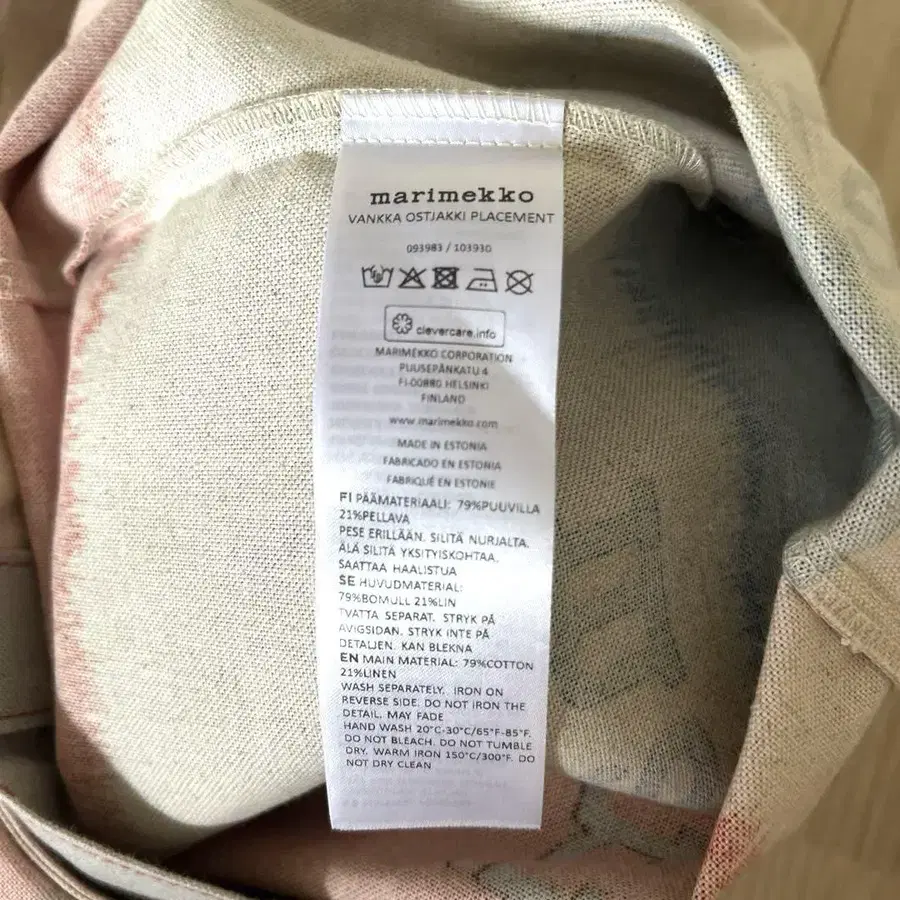 marimekko
VANKKA OSTJAKKI PLACEMENT
093983 / 103930
clevercare.info
MARIMEKKO CORPORATION
PUUSEPÄNKATU 4
FI-00880 HELSINKI
FINLAND
www.marimekko.com
MADE IN ESTONIA
FABRICADO EN ESTONIA
FABRIQUÉ EN ESTONIE
FI PÄÄMATERIAALI: 79%PUUVILLA
21%PELLAVA
PESE ERILLÄÄN. SILITÄ NURJALTA.
ÄLÄ SILITÄ YKSITYISKOHTAA.
SAATTAA HAALISTUA
SE HUVUDMATERIAL:
79%BOMULL 21%LIN
TVÄTTA SEPARAT. STRYK PÅ
AVIGSIDAN. STRYK INTE PÅ
DETALJEN. KAN BLEKNA
EN MAIN MATERIAL: 79%COTTON
21%LINEN
WASH SEPARATELY. IRON ON
REVERSE SIDE. DO NOT IRON THE
DETAIL. MAY FADE
HAND WASH 20°C-30°C/65°F-85°F.
DO NOT BLEACH. DO NOT TUMBLE
DRY. WARM IRON 150°C/300°F. DO
NOT DRY CLEAN